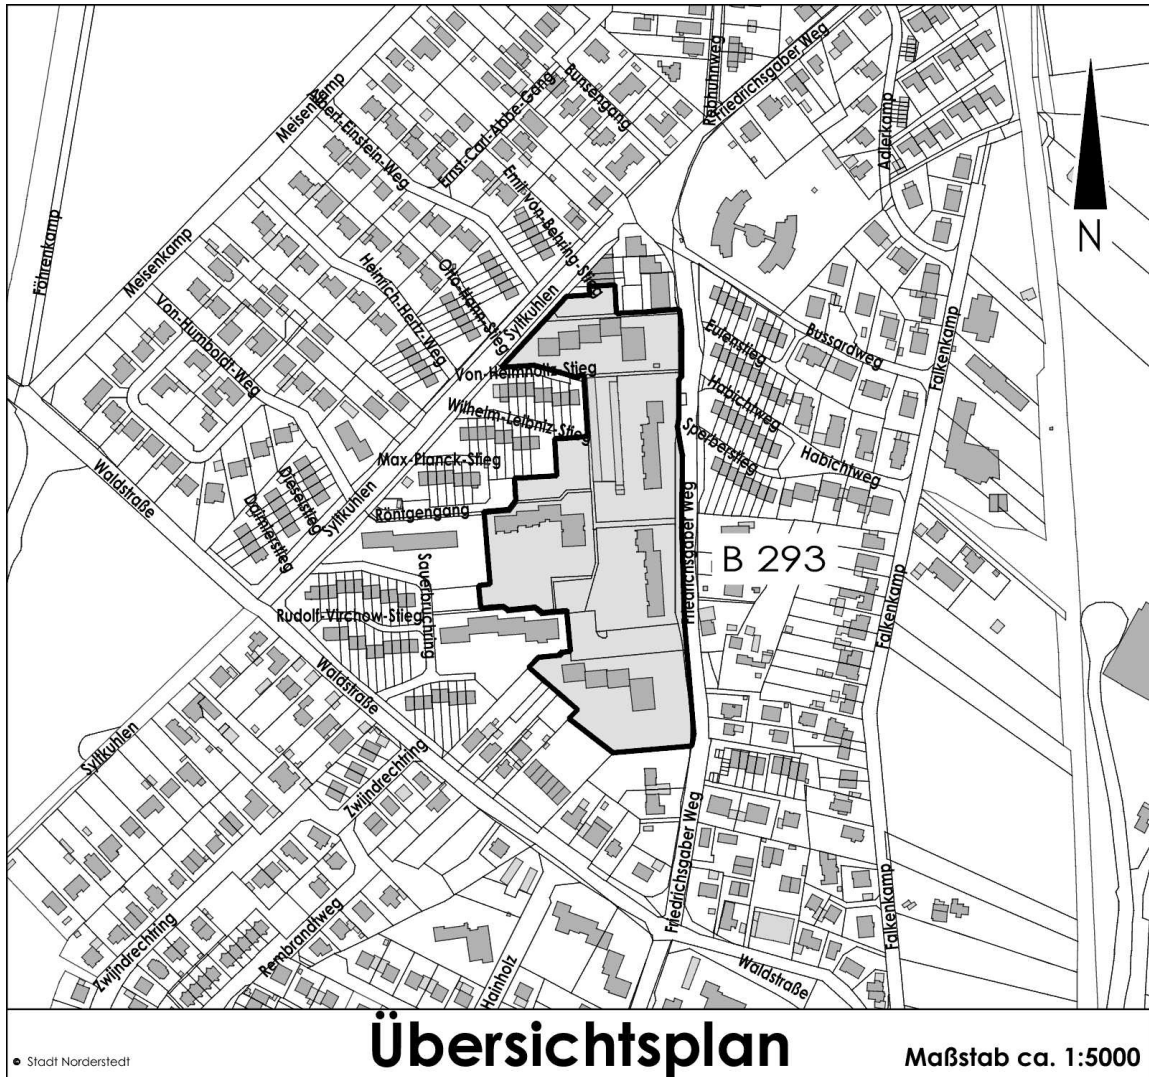 Rebhuhnweg
Friedrichsgaber Weg
Meisenkamp
Albert-Einstein-Weg
Ernst-Carl-Abbe-Gang
Bunsengang
Adlerkamp
Emil-von-Behring-Stieg
Föhrenkamp
Meisenkamp
Otto-Hahn-Stieg
Heinrich-Hertz-Weg
Von-Humboldt-Weg
Syltkuhlen
N
Eulenstieg
Bussardweg
Falkenkamp
Von-Helmholtz-Stieg
Habichtweg
Wilhelm-Leibniz-Stieg
Sperberstieg
Habichtweg
Max-Planck-Stieg
Waldstraße
Dieselstieg
Daimlerstieg
Syltkuhlen
Röntgengang
Friedrichsgaber Weg
B 293
Sauerbruchring
Rudolf-Virchow-Stieg
Falkenkamp
Waldstraße
Syltkuhlen
Zwijndrechtring
Friedrichsgaber Weg
Falkenkamp
Zwijndrechtring
Rembrandtweg
Hainholz
Waldstraße
Stadt Norderstedt
Übersichtsplan
Maßstab ca. 1:5000